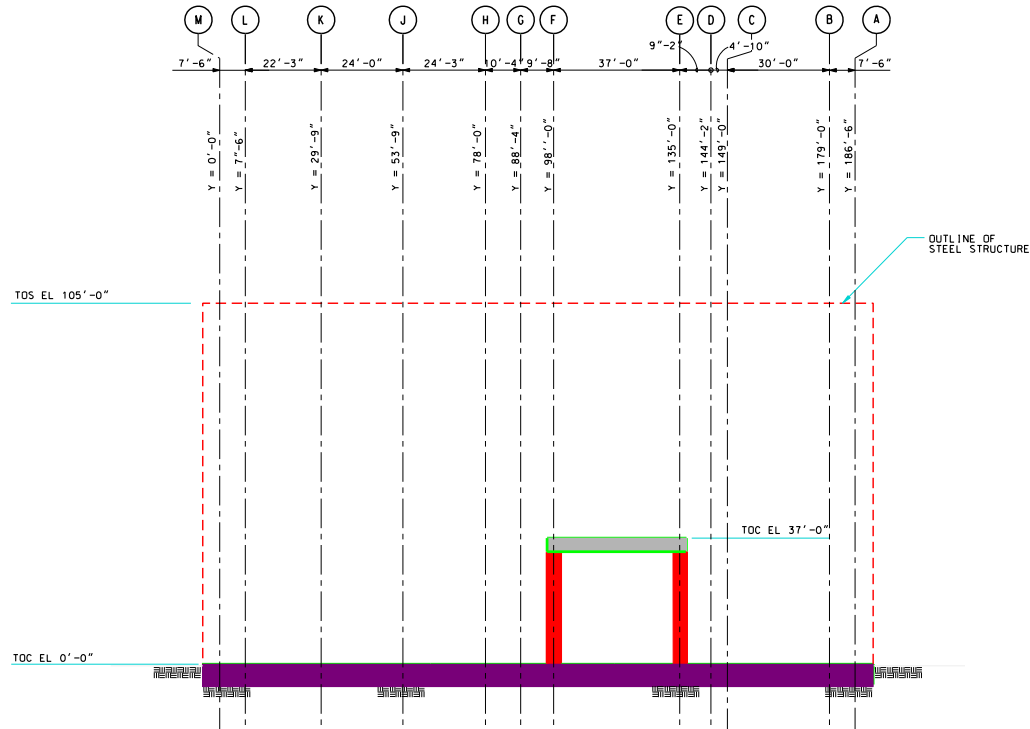 M L K J H G F E D C B A
9"-2" 4'-10"
7'-6" 22'-3" 24'-0" 24'-3" 10'-4" 9'-8" 37'-0" 30'-0" 7'-6"
Y = 0'-0"
Y = 7"-6"
Y = 29'-9"
Y = 53'-9"
Y = 78'-0"
Y = 88'-4"
Y = 98''-0"
Y = 135'-0"
Y = 144'-2"
Y = 149'-0"
Y = 179'-0"
Y = 186'-6"
OUTLINE OF
STEEL STRUCTURE
TOS EL 105'-0"
TOC EL 37'-0"
TOC EL 0'-0"